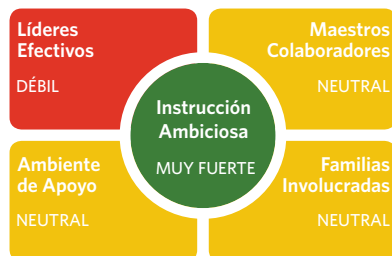 Líderes
Efectivos
DÉBIL
Maestros
Colaboradores
NEUTRAL
Instrucción
Ambiciosa
MUY FUERTE
Ambiente
de Apoyo
NEUTRAL
Familias
Involucradas
NEUTRAL